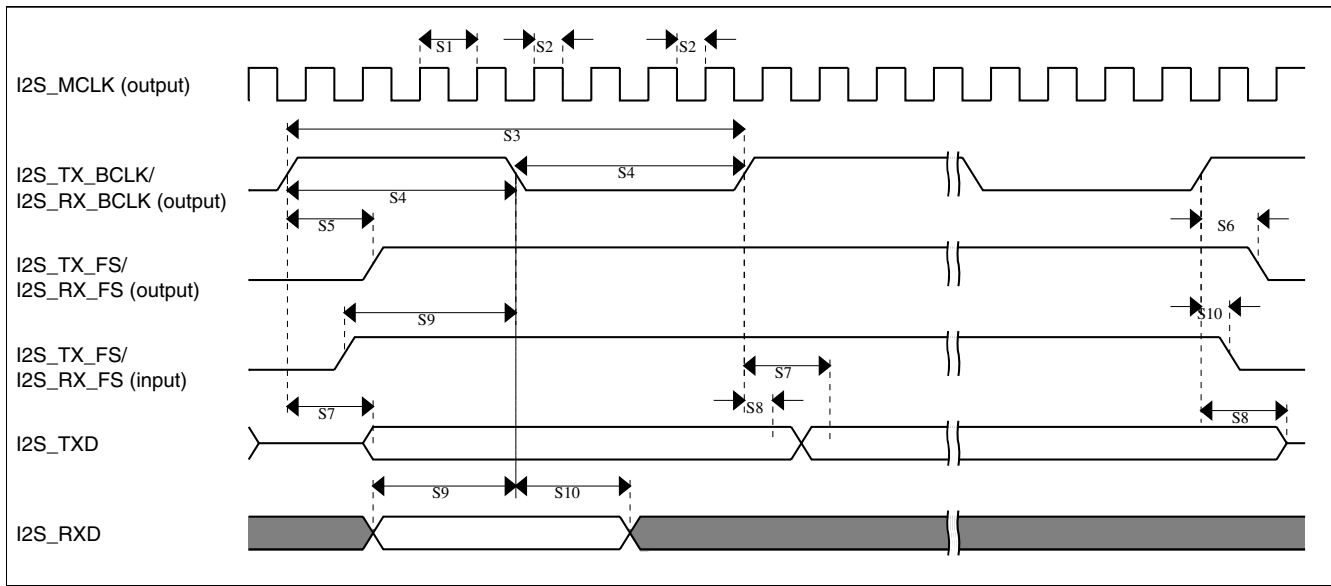 S1
S2
S2
I2S_MCLK (output)
S3
I2S_TX_BCLK/
I2S_RX_BCLK (output)
S4
S4
S5
S6
I2S_TX_FS/
I2S_RX_FS (output)
S9
S10
I2S_TX_FS/
I2S_RX_FS (input)
S7
S7
S8
S8
I2S_TXD
S9
S10
I2S_RXD